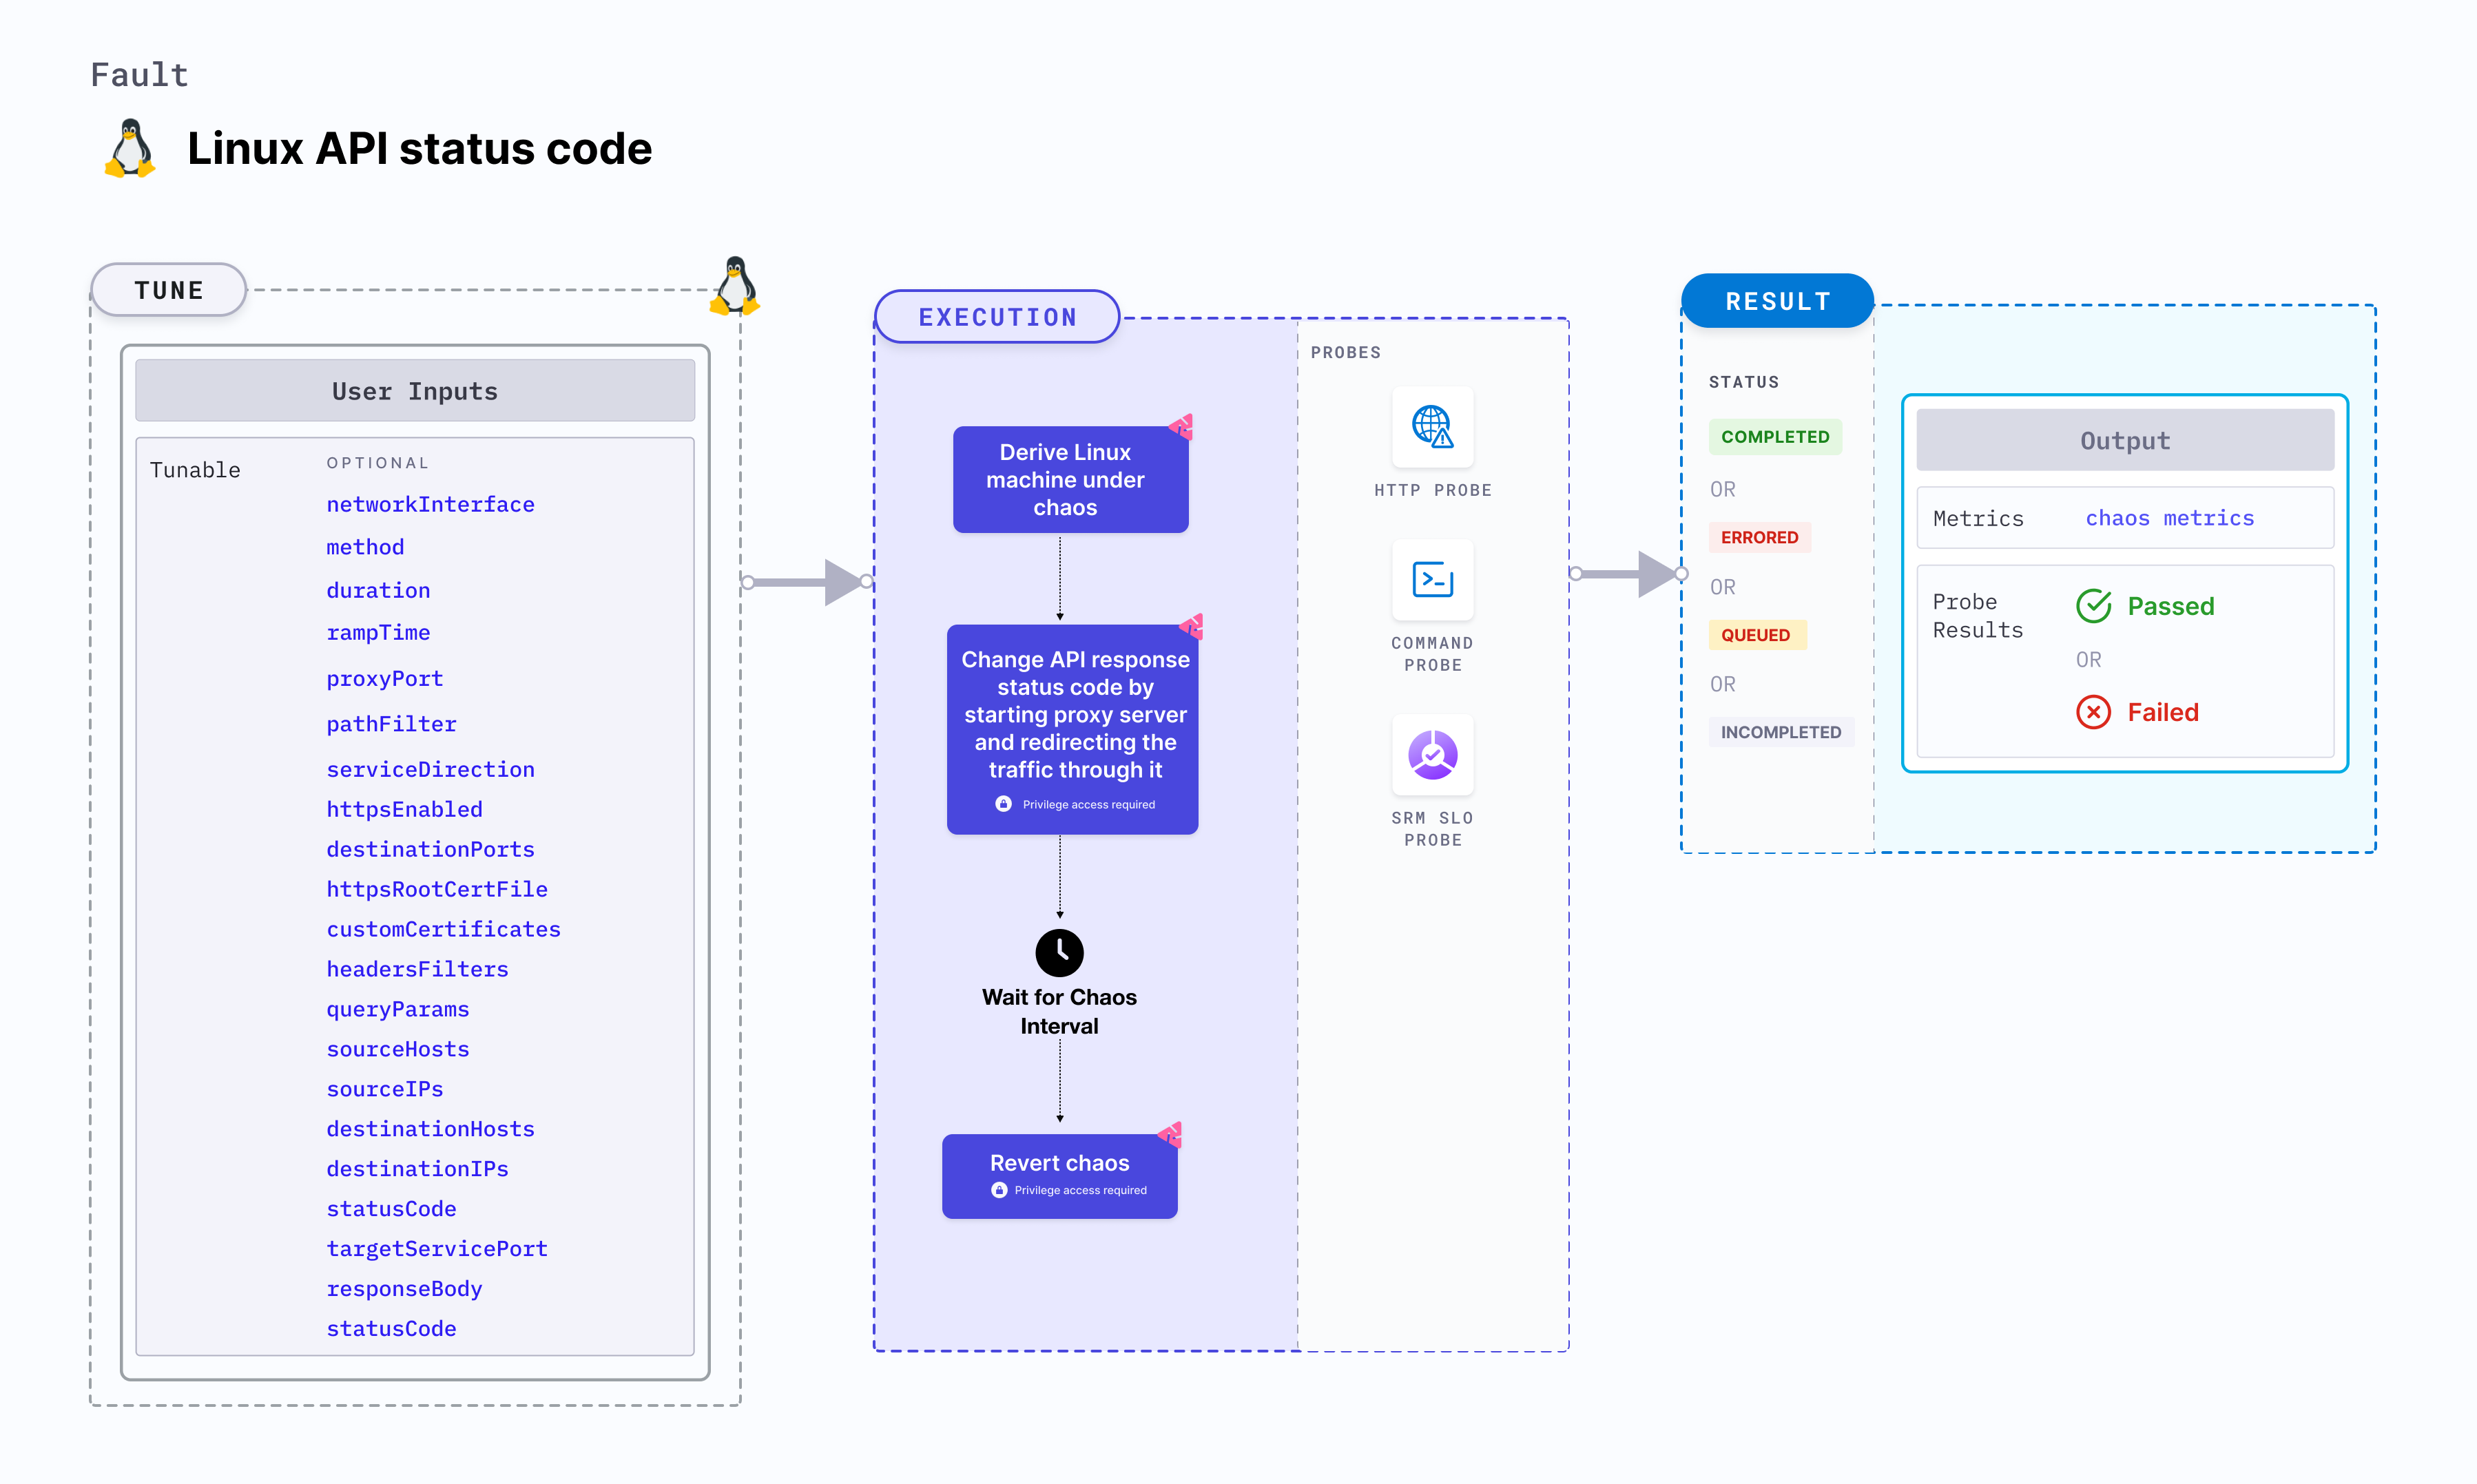 Fault
Linux API status code
TUNE
User Inputs
Tunable
OPTIONAL
networkInterface
method
duration
rampTime
proxyPort
pathFilter
serviceDirection
httpsEnabled
destinationPorts
httpsRootCertFile
customCertificates
headersFilters
queryParams
sourceHosts
sourceIPs
destinationHosts
destinationIPs
statusCode
targetServicePort
responseBody
statusCode
EXECUTION
Derive Linux
machine under
chaos
Change API response
status code by
starting proxy server
and redirecting the
traffic through it
Privilege access required
Wait for Chaos
Interval
Revert chaos
Privilege access required
PROBES
HTTP PROBE
COMMAND
PROBE
SRM SLO
PROBE
RESULT
STATUS
COMPLETED
OR
ERRORED
OR
QUEUED
OR
INCOMPLETED
Output
Metrics
chaos metrics
Probe
Results
Passed
OR
Failed